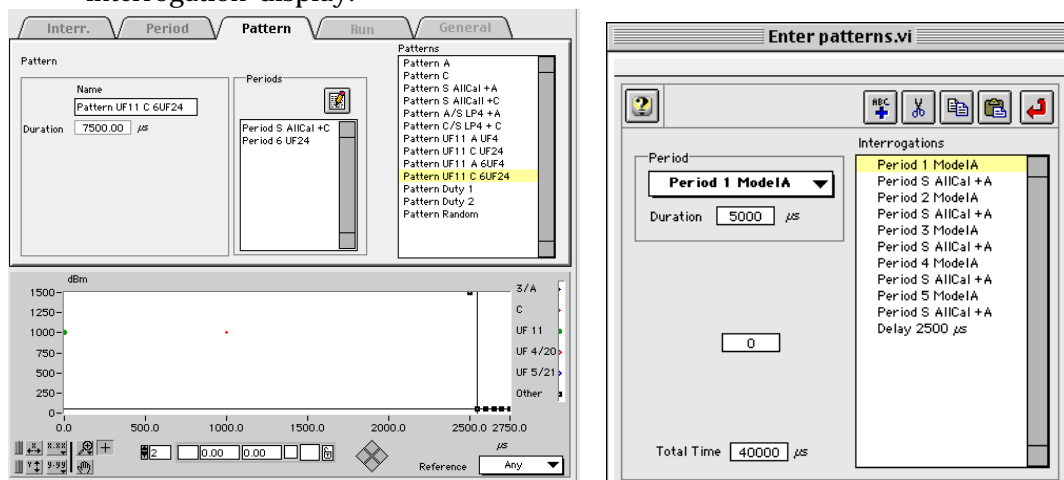 interrogation display.
Interr. Period Pattern Run General
Pattern
Name
Pattern UF11 C 6UF24
Duration 7500.00 µs
Periods
Period S AllCal +C
Period 6 UF24
Patterns
Pattern A
Pattern C
Pattern S AllCal +A
Pattern S AllCall +C
Pattern A/S LP4 +A
Pattern C/S LP4 + C
Pattern UF11 A UF4
Pattern UF11 C UF24
Pattern UF11 A 6UF4
Pattern UF11 C 6UF24
Pattern Duty 1
Pattern Duty 2
Pattern Random
dBm
1500
1250
1000
750
500
250
0
0.0 500.0 1000.0 1500.0 2000.0 2500.0 2750.0
µs
3/A
C
UF 11
UF 4/20
UF 5/21
Other
X X.XX
Y Y.YY
2 0.00 0.00
Reference Any
Enter patterns.vi
?
ABC
Period
Period 1 ModelA
Duration 5000 µs
0
Total Time 40000 µs
Interrogations
Period 1 ModelA
Period S AllCal +A
Period 2 ModelA
Period S AllCal +A
Period 3 ModelA
Period S AllCal +A
Period 4 ModelA
Period S AllCal +A
Period 5 ModelA
Period S AllCal +A
Delay 2500 µs